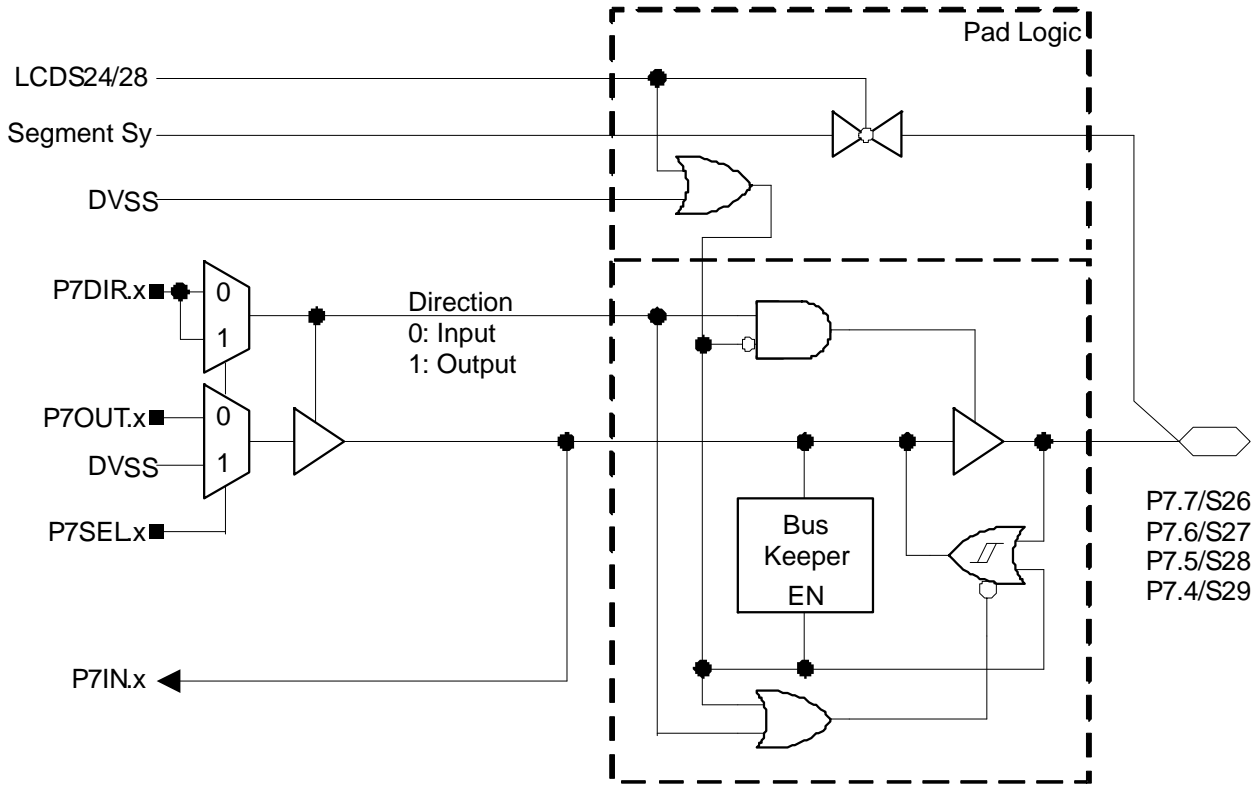 Pad Logic
LCDS24/28
Segment Sy
DVSS
P7DIR.x
0
1
Direction
0: Input
1: Output
P7OUT.x
0
DVSS
1
P7SEL.x
Bus
Keeper
EN
P7.7/S26
P7.6/S27
P7.5/S28
P7.4/S29
P7IN.x